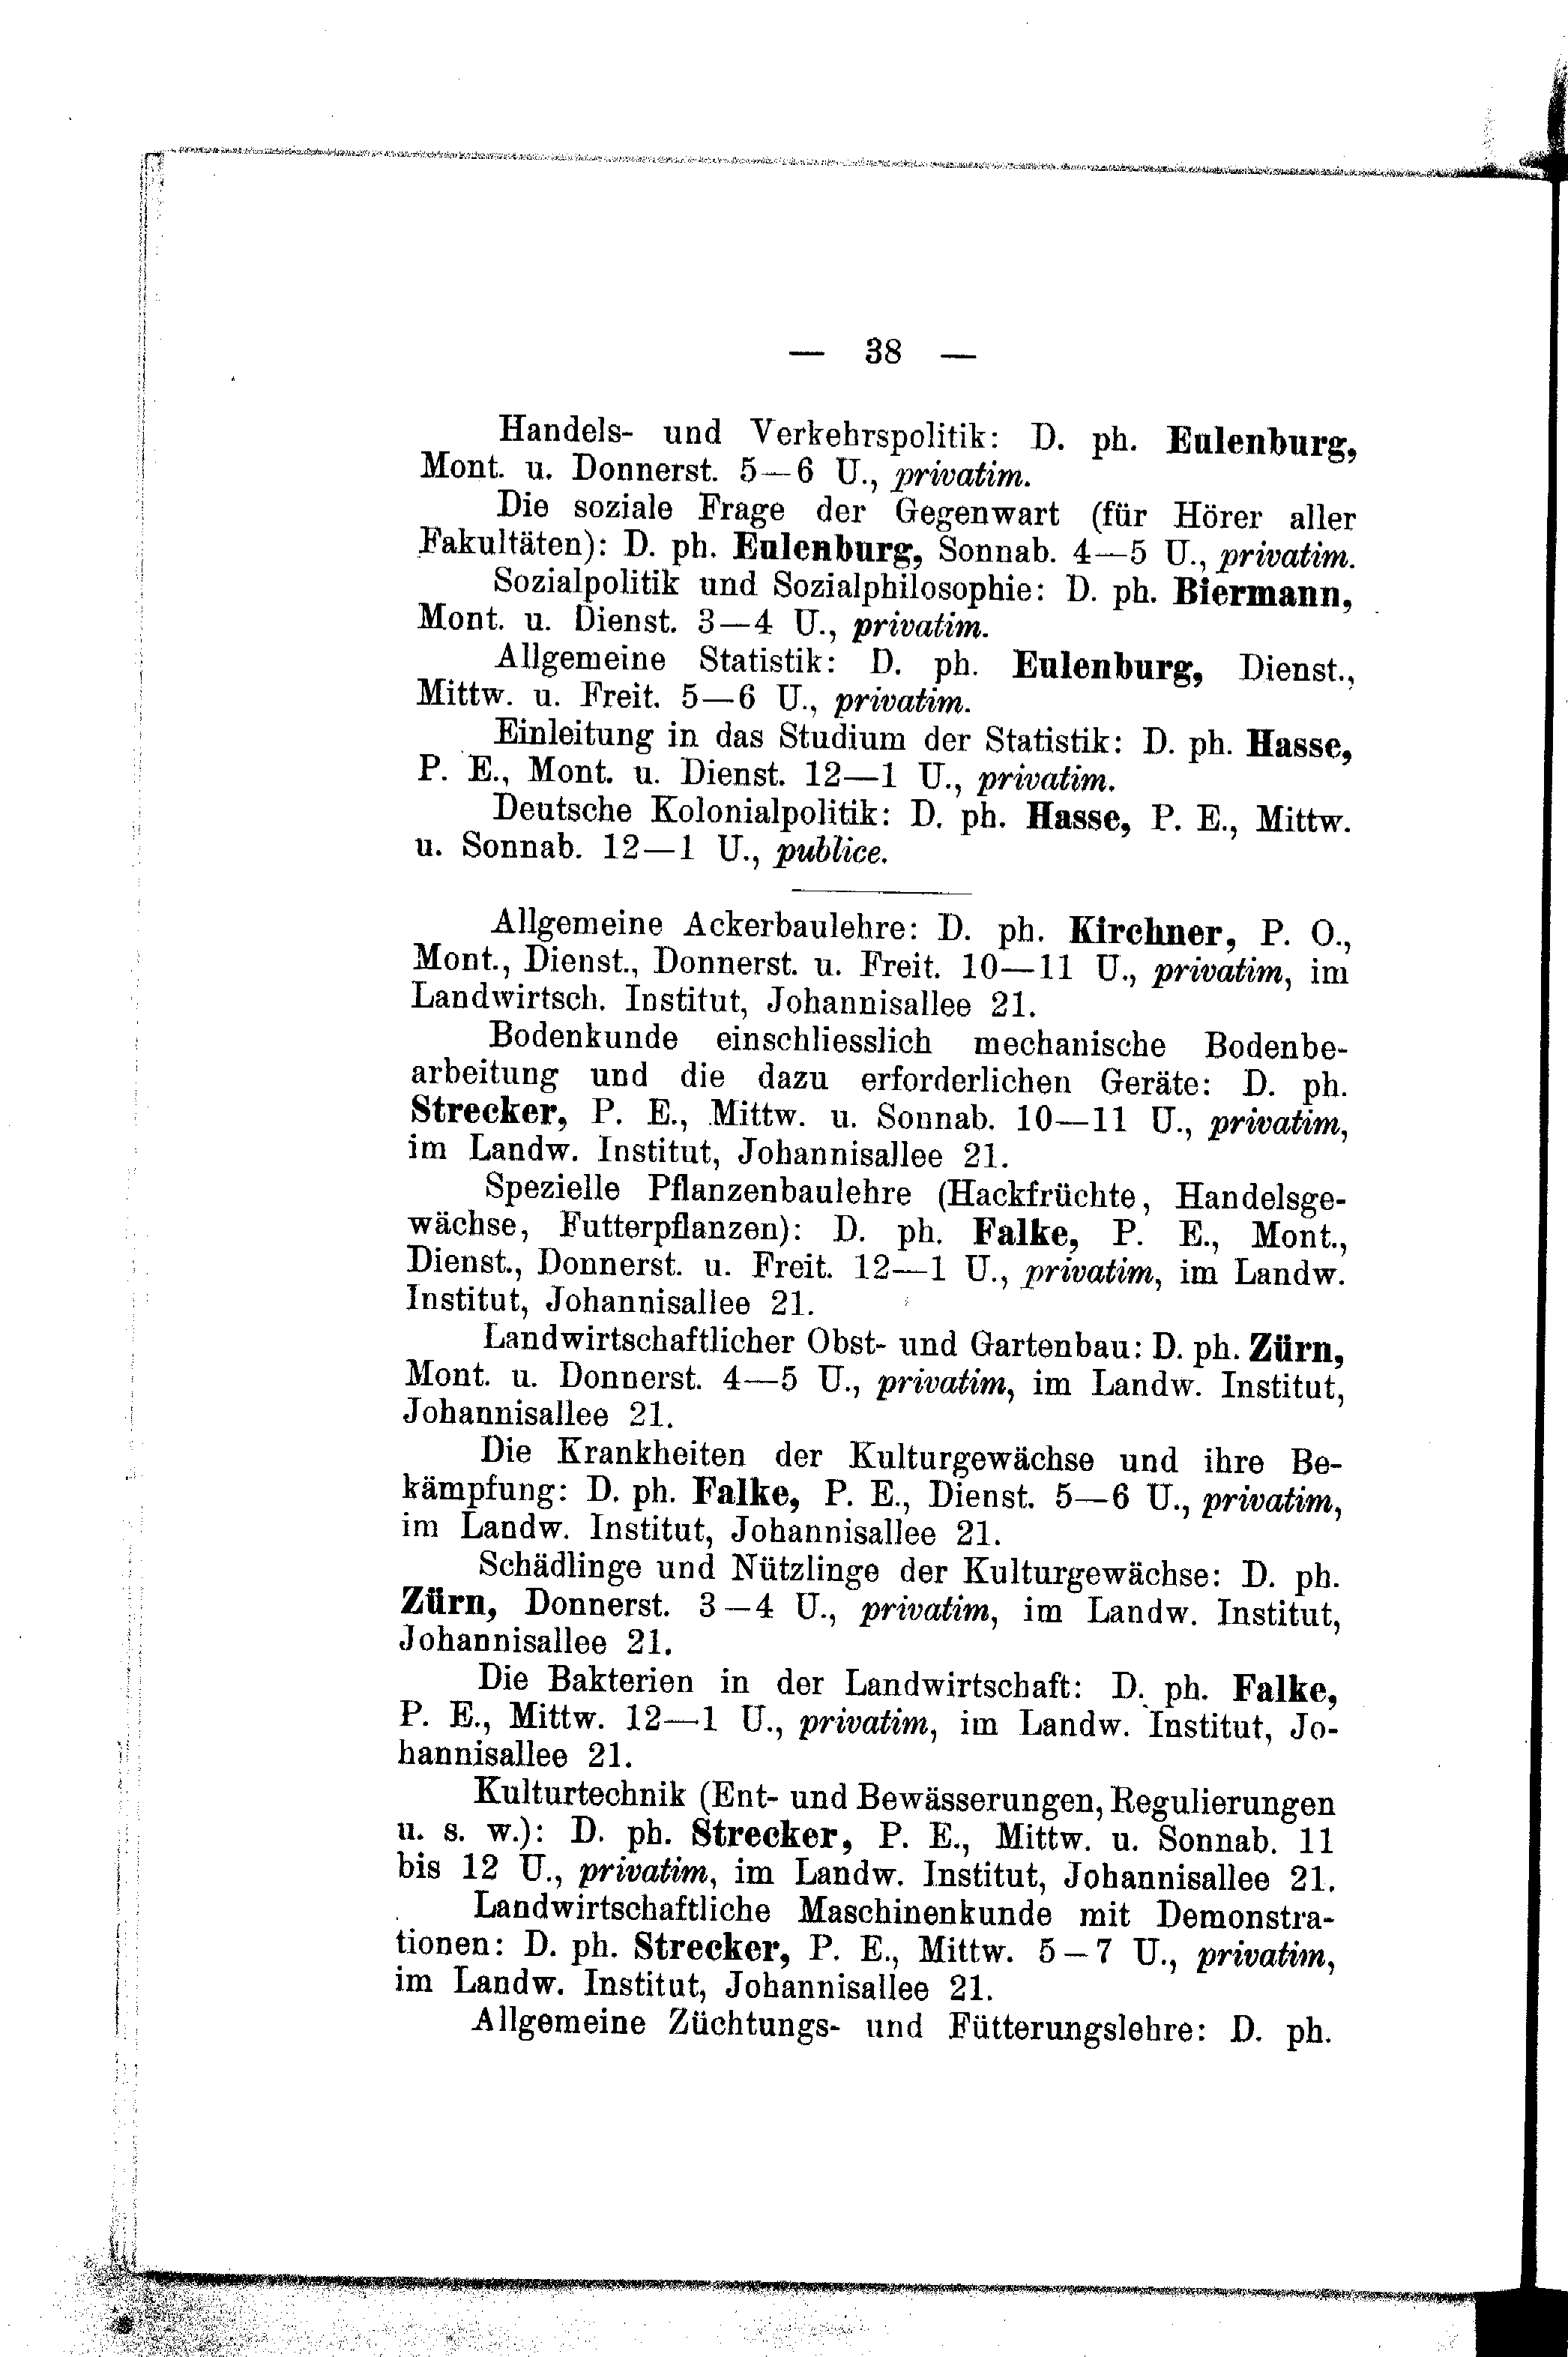 — 38 —
Handels- und Verkehrspolitik: D. ph. Eulenburg,
Mont. u. Donnerst. 5—6 U., privatim.
Die soziale Frage der Gegenwart (für Hörer aller
Fakultäten): D. ph. Eulenburg, Sonnab. 4—5 U., privatim.
Sozialpolitik und Sozialphilosophie: D. ph. Biermann,
Mont. u. Dienst. 3—4 U., privatim.
Allgemeine Statistik: D. ph. Eulenburg, Dienst.,
Mittw. u. Freit. 5—6 U., privatim.
Einleitung in das Studium der Statistik: D. ph. Hasse,
P. E., Mont. u. Dienst. 12—1 U., privatim.
Deutsche Kolonialpolitik: D. ph. Hasse, P. E., Mittw.
u. Sonnab. 12—1 U., publice.
Allgemeine Ackerbaulehre: D. ph. Kirchner, P. O.,
Mont., Dienst., Donnerst. u. Freit. 10—11 U., privatim, im
Landwirtsch. Institut, Johannisallee 21.
Bodenkunde einschliesslich mechanische Bodenbe-
arbeitung und die dazu erforderlichen Geräte: D. ph.
Strecker, P. E., Mittw. u. Sonnab. 10—11 U., privatim,
im Landw. Institut, Johannisallee 21.
Spezielle Pflanzenbaulehre (Hackfrüchte, Handelsge-
wächse, Futterpflanzen): D. ph. Falke, P. E., Mont.,
Dienst., Donnerst. u. Freit. 12—1 U., privatim, im Landw.
Institut, Johannisallee 21.
Landwirtschaftlicher Obst- und Gartenbau: D. ph. Zürn,
Mont. u. Donnerst. 4—5 U., privatim, im Landw. Institut,
Johannisallee 21.
Die Krankheiten der Kulturgewächse und ihre Be-
kämpfung: D. ph. Falke, P. E., Dienst. 5—6 U., privatim,
im Landw. Institut, Johannisallee 21.
Schädlinge und Nützlinge der Kulturgewächse: D. ph.
Zürn, Donnerst. 3—4 U., privatim, im Landw. Institut,
Johannisallee 21.
Die Bakterien in der Landwirtschaft: D. ph. Falke,
P. E., Mittw. 12—1 U., privatim, im Landw. Institut, Jo-
hannisallee 21.
Kulturtechnik (Ent- und Bewässerungen, Regulierungen
u. s. w.): D. ph. Strecker, P. E., Mittw. u. Sonnab. 11
bis 12 U., privatim, im Landw. Institut, Johannisallee 21.
Landwirtschaftliche Maschinenkunde mit Demonstra-
tionen: D. ph. Strecker, P. E., Mittw. 5—7 U., privatim,
im Landw. Institut, Johannisallee 21.
Allgemeine Züchtungs- und Fütterungslehre: D. ph.